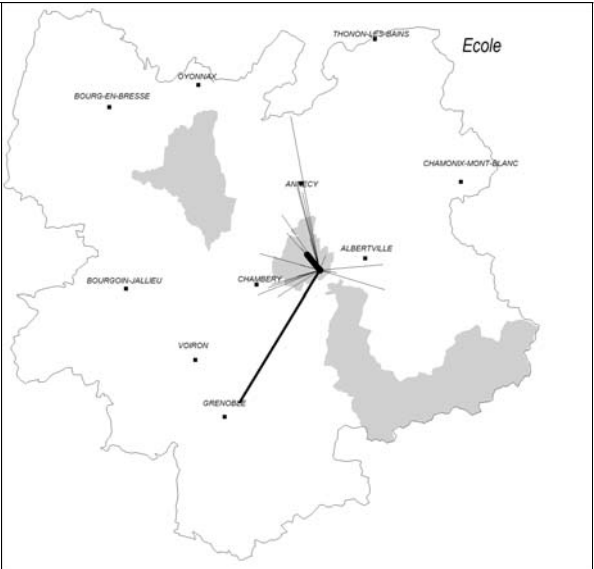 THONON-LES-BAINS
Ecole
OYONNAX
BOURG-EN-BRESSE
CHAMONIX-MONT-BLANC
ANNECY
ALBERTVILLE
CHAMBERY
BOURGOIN-JALLIEU
VOIRON
GRENOBLE